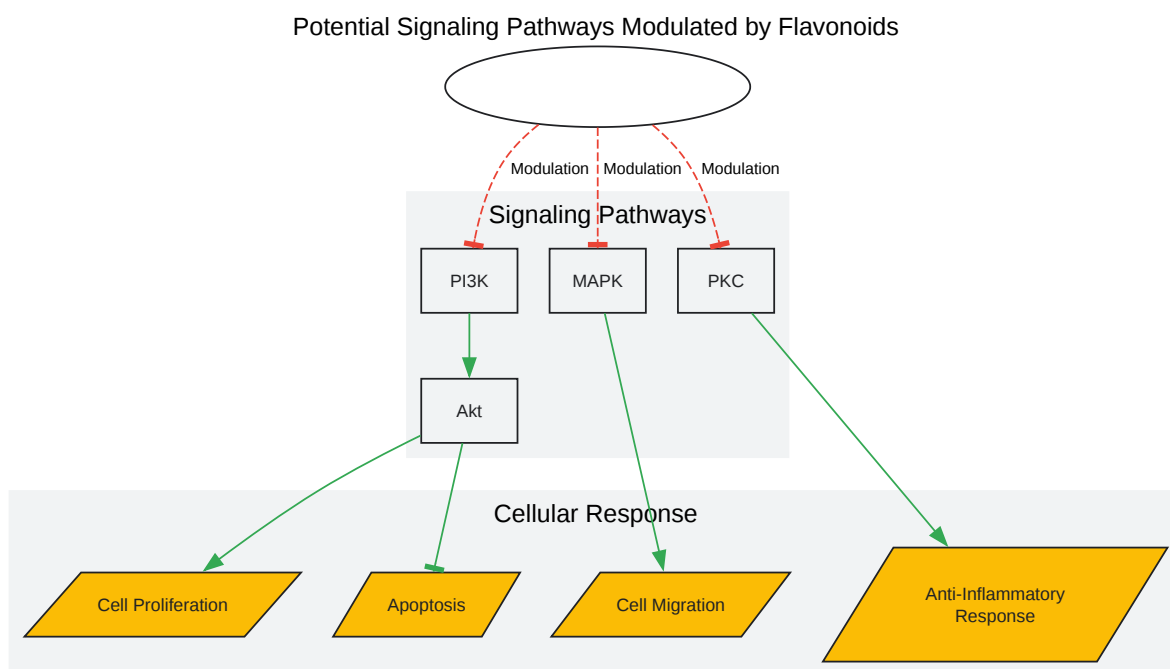 Potential Signaling Pathways Modulated by Flavonoids
Modulation
Modulation
Modulation
Signaling Pathways
PI3K
MAPK
PKC
Akt
Cellular Response
Cell Proliferation
Apoptosis
Cell Migration
Anti-Inflammatory
Response